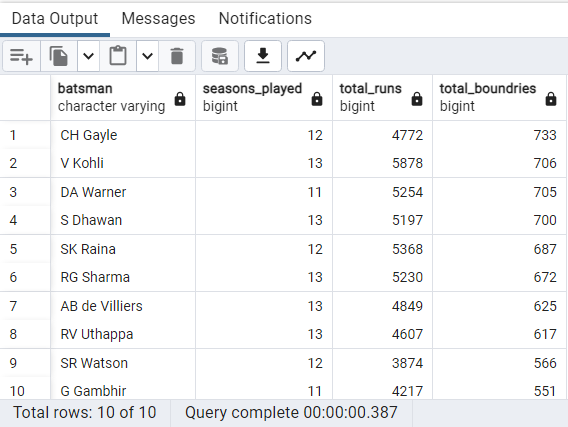 Data Output Messages Notifications
batsman seasons_played total_runs total_boundries
character varying bigint bigint bigint
1 CH Gayle 12 4772 733
2 V Kohli 13 5878 706
3 DA Warner 11 5254 705
4 S Dhawan 13 5197 700
5 SK Raina 12 5368 687
6 RG Sharma 13 5230 672
7 AB de Villiers 13 4849 625
8 RV Uthappa 13 4607 617
9 SR Watson 12 3874 566
10 G Gambhir 11 4217 551
Total rows: 10 of 10 Query complete 00:00:00.387